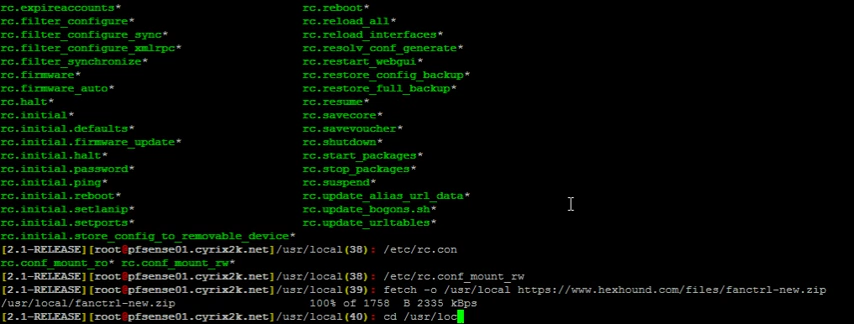 rc.expireaccounts* rc.reboot*
rc.filter_configure* rc.reload_all*
rc.filter_configure_sync* rc.reload_interfaces*
rc.filter_configure_xmlrpc* rc.resolv_conf_generate*
rc.filter_synchronize* rc.restart_webgui*
rc.firmware* rc.restore_config_backup*
rc.firmware_auto* rc.restore_full_backup*
rc.halt* rc.resume*
rc.initial* rc.savecore*
rc.initial.defaults* rc.savevoucher*
rc.initial.firmware_update* rc.shutdown*
rc.initial.halt* rc.start_packages*
rc.initial.password* rc.stop_packages*
rc.initial.ping* rc.suspend*
rc.initial.reboot* rc.update_alias_url_data*
rc.initial.setlanip* rc.update_bogons.sh*
rc.initial.setports* rc.update_urltables*
rc.initial.store_config_to_removable_device*
[2.1-RELEASE][root@pfsense01.cyrix2k.net]/usr/local(38): /etc/rc.con
rc.conf_mount_ro* rc.conf_mount_rw*
[2.1-RELEASE][root@pfsense01.cyrix2k.net]/usr/local(38): /etc/rc.conf_mount_rw
[2.1-RELEASE][root@pfsense01.cyrix2k.net]/usr/local(39): fetch -o /usr/local https://www.hexhound.com/files/fanctrl-new.zip
/usr/local/fanctrl-new.zip 100% of 1758 B 2335 kBps
[2.1-RELEASE][root@pfsense01.cyrix2k.net]/usr/local(40): cd /usr/loc